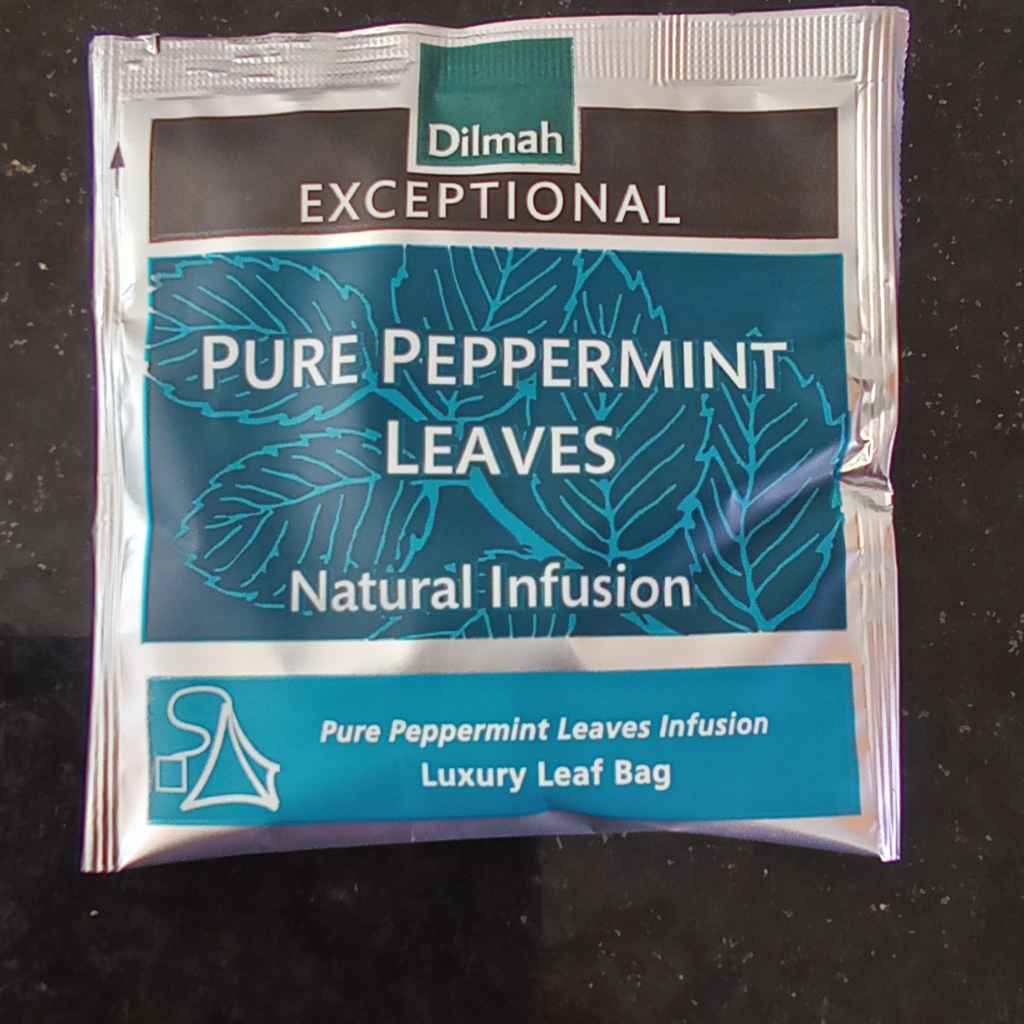 Dilmah
EXCEPTIONAL
PURE PEPPERMINT
LEAVES
Natural Infusion
Pure Peppermint Leaves Infusion
Luxury Leaf Bag